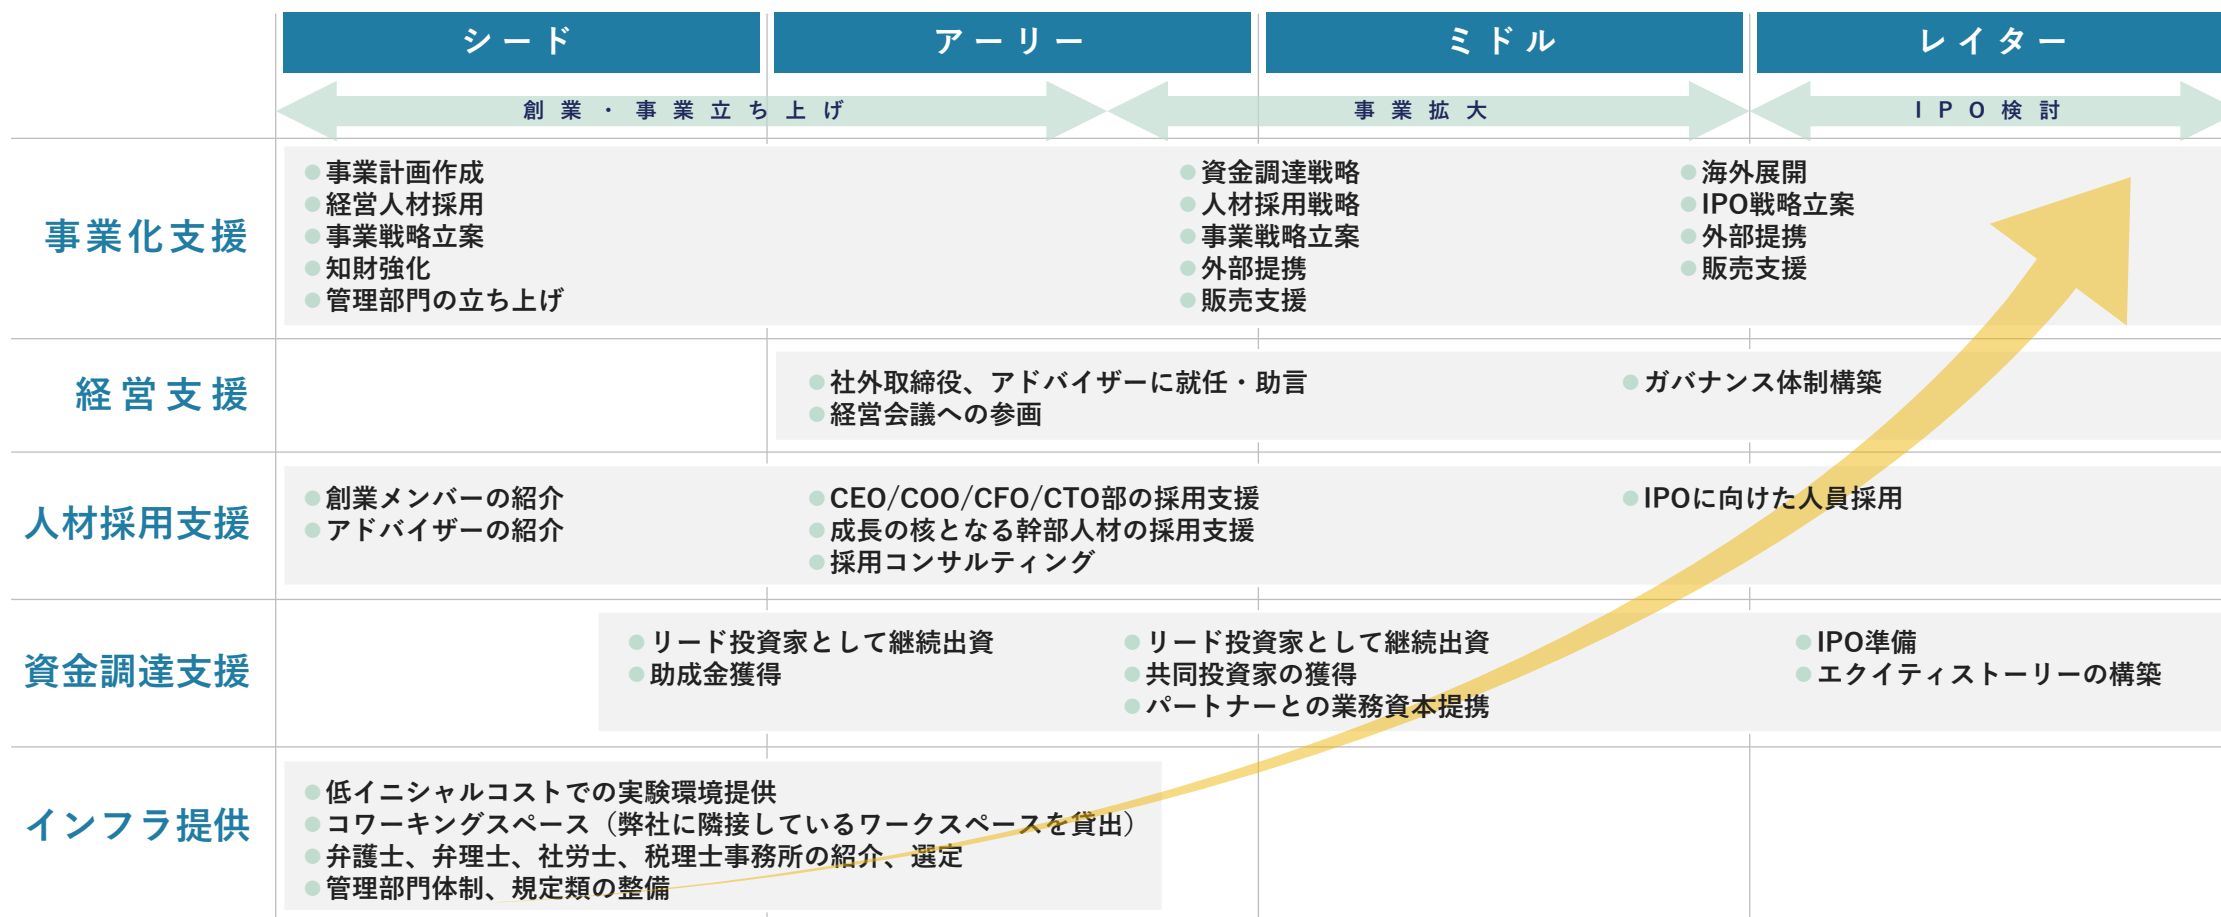 シード
アーリー
ミドル
レイター
創業・事業立ち上げ
事業拡大
IPO検討
事業化支援
事業計画作成
経営人材採用
事業戦略立案
知財強化
管理部門の立ち上げ
資金調達戦略
人材採用戦略
事業戦略立案
外部提携
販売支援
海外展開
IPO戦略立案
外部提携
販売支援
経営支援
社外取締役、アドバイザーに就任・助言
経営会議への参画
ガバナンス体制構築
人材採用支援
創業メンバーの紹介
アドバイザーの紹介
CEO/COO/CFO/CTO部の採用支援
成長の核となる幹部人材の採用支援
採用コンサルティング
IPOに向けた人員採用
資金調達支援
リード投資家として継続出資
助成金獲得
リード投資家として継続出資
共同投資家の獲得
パートナーとの業務資本提携
IPO準備
エクイティストーリーの構築
インフラ提供
低イニシャルコストでの実験環境提供
コワーキングスペース（弊社に隣接しているワークスペースを貸出）
弁護士、弁理士、社労士、税理士事務所の紹介、選定
管理部門体制、規定類の整備